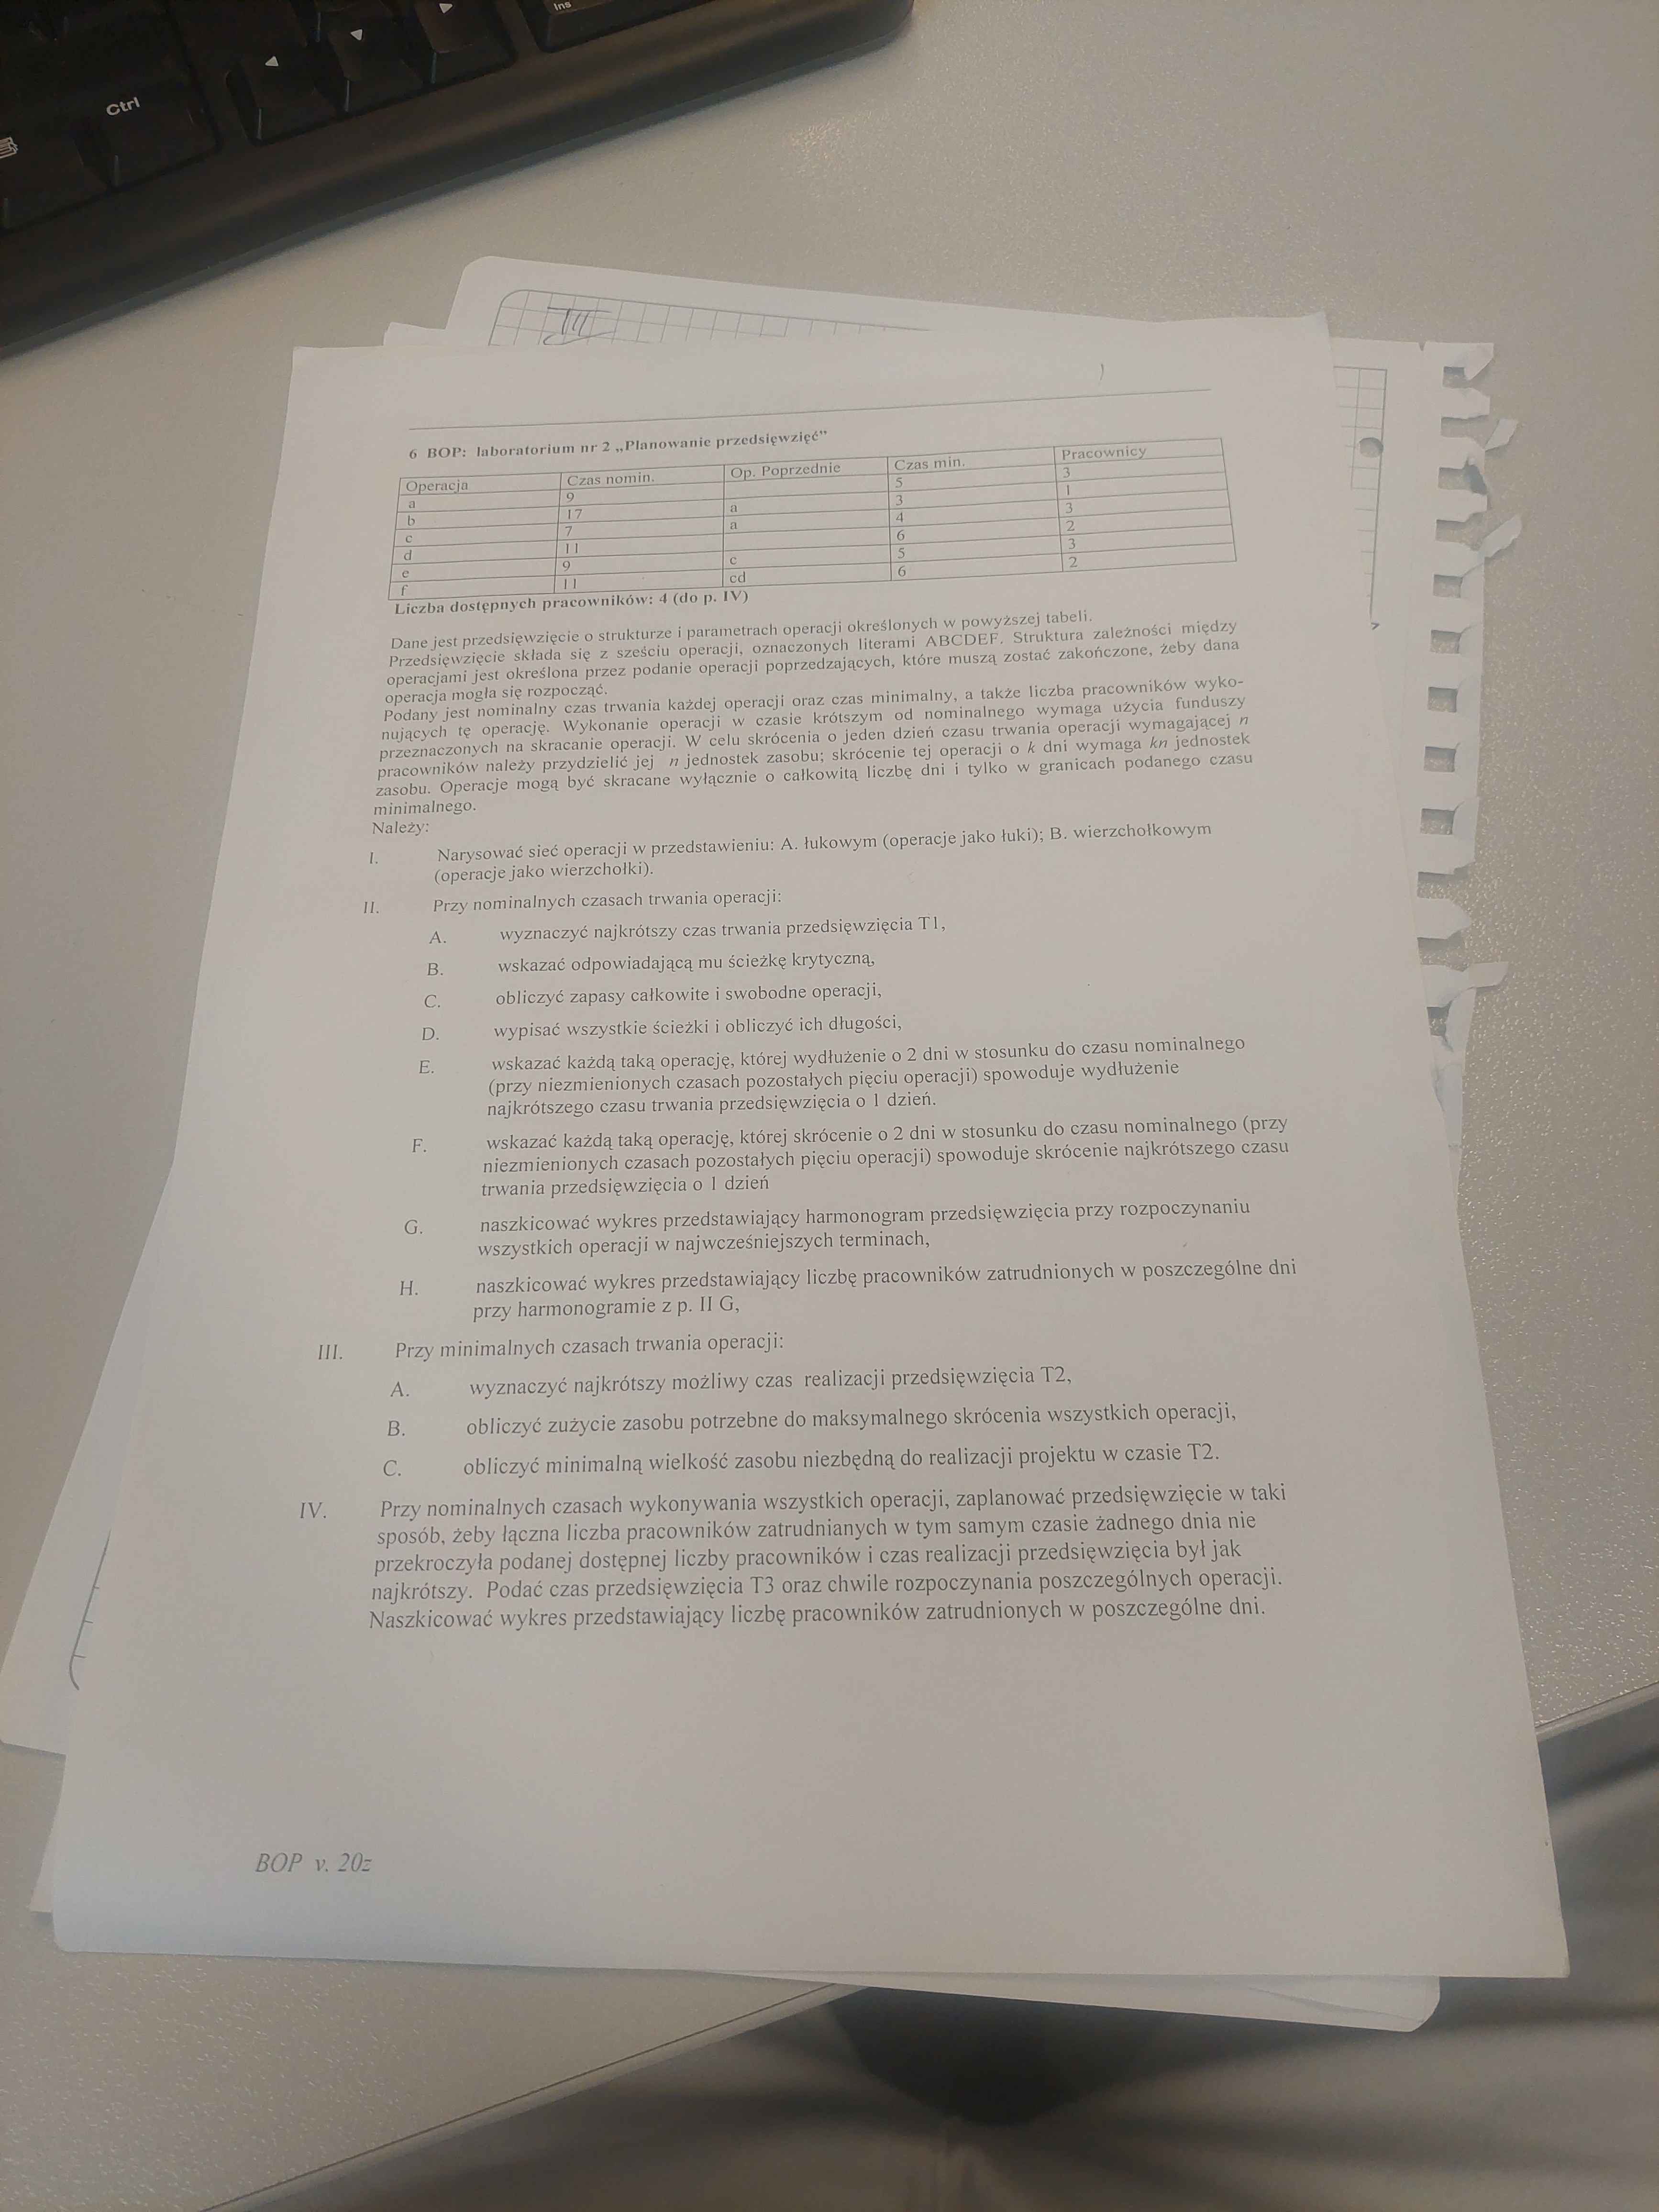 Ins
Ctrl
6 BOP: laboratorium nr 2 „Planowanie przedsięwzięć"
Operacja Czas nomin. Op. Poprzednie Czas min. Pracownicy
a 9 5 3
b 17 a 3 1
c 7 a 4 3
d 11 6 2
e 9 c 5 3
f 11 cd 6 2
Liczba dostępnych pracowników: 4 (do p. IV)
Dane jest przedsięwzięcie o strukturze i parametrach operacji określonych w powyższej tabeli.
Przedsięwzięcie składa się z sześciu operacji, oznaczonych literami ABCDEF. Struktura zależności między
operacjami jest określona przez podanie operacji poprzedzających, które muszą zostać zakończone, żeby dana
operacja mogła się rozpocząć.
Podany jest nominalny czas trwania każdej operacji oraz czas minimalny, a także liczba pracowników wyko-
nujących tę operację. Wykonanie operacji w czasie krótszym od nominalnego wymaga użycia funduszy
przeznaczonych na skracanie operacji. W celu skrócenia o jeden dzień czasu trwania operacji wymagającej n
pracowników należy przydzielić jej n jednostek zasobu; skrócenie tej operacji o k dni wymaga kn jednostek
zasobu. Operacje mogą być skracane wyłącznie o całkowitą liczbę dni i tylko w granicach podanego czasu
minimalnego.
Należy:
I. Narysować sieć operacji w przedstawieniu: A. łukowym (operacje jako łuki); B. wierzchołkowym
(operacje jako wierzchołki).
II. Przy nominalnych czasach trwania operacji:
A. wyznaczyć najkrótszy czas trwania przedsięwzięcia T1,
B. wskazać odpowiadającą mu ścieżkę krytyczną,
C. obliczyć zapasy całkowite i swobodne operacji,
D. wypisać wszystkie ścieżki i obliczyć ich długości,
E. wskazać każdą taką operację, której wydłużenie o 2 dni w stosunku do czasu nominalnego
(przy niezmienionych czasach pozostałych pięciu operacji) spowoduje wydłużenie
najkrótszego czasu trwania przedsięwzięcia o 1 dzień.
F. wskazać każdą taką operację, której skrócenie o 2 dni w stosunku do czasu nominalnego (przy
niezmienionych czasach pozostałych pięciu operacji) spowoduje skrócenie najkrótszego czasu
trwania przedsięwzięcia o 1 dzień
G. naszkicować wykres przedstawiający harmonogram przedsięwzięcia przy rozpoczynaniu
wszystkich operacji w najwcześniejszych terminach,
H. naszkicować wykres przedstawiający liczbę pracowników zatrudnionych w poszczególne dni
przy harmonogramie z p. II G,
III. Przy minimalnych czasach trwania operacji:
A. wyznaczyć najkrótszy możliwy czas realizacji przedsięwzięcia T2,
B. obliczyć zużycie zasobu potrzebne do maksymalnego skrócenia wszystkich operacji,
C. obliczyć minimalną wielkość zasobu niezbędną do realizacji projektu w czasie T2.
IV. Przy nominalnych czasach wykonywania wszystkich operacji, zaplanować przedsięwzięcie w taki
sposób, żeby łączna liczba pracowników zatrudnianych w tym samym czasie żadnego dnia nie
przekroczyła podanej dostępnej liczby pracowników i czas realizacji przedsięwzięcia był jak
najkrótszy. Podać czas przedsięwzięcia T3 oraz chwile rozpoczynania poszczególnych operacji.
Naszkicować wykres przedstawiający liczbę pracowników zatrudnionych w poszczególne dni.
BOP v. 20z